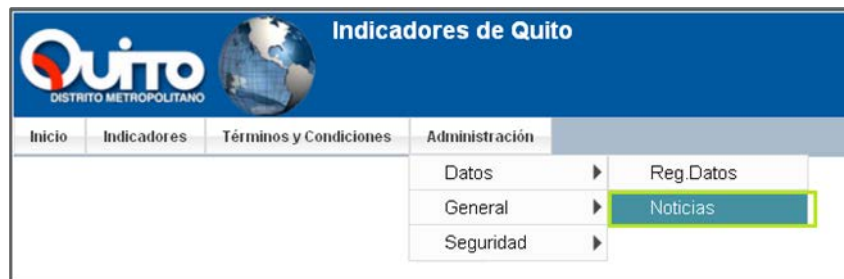 Indicadores de Quito
QUITO
DISTRITO METROPOLITANO
Inicio Indicadores Términos y Condiciones Administración
Datos Reg.Datos
General Noticias
Seguridad